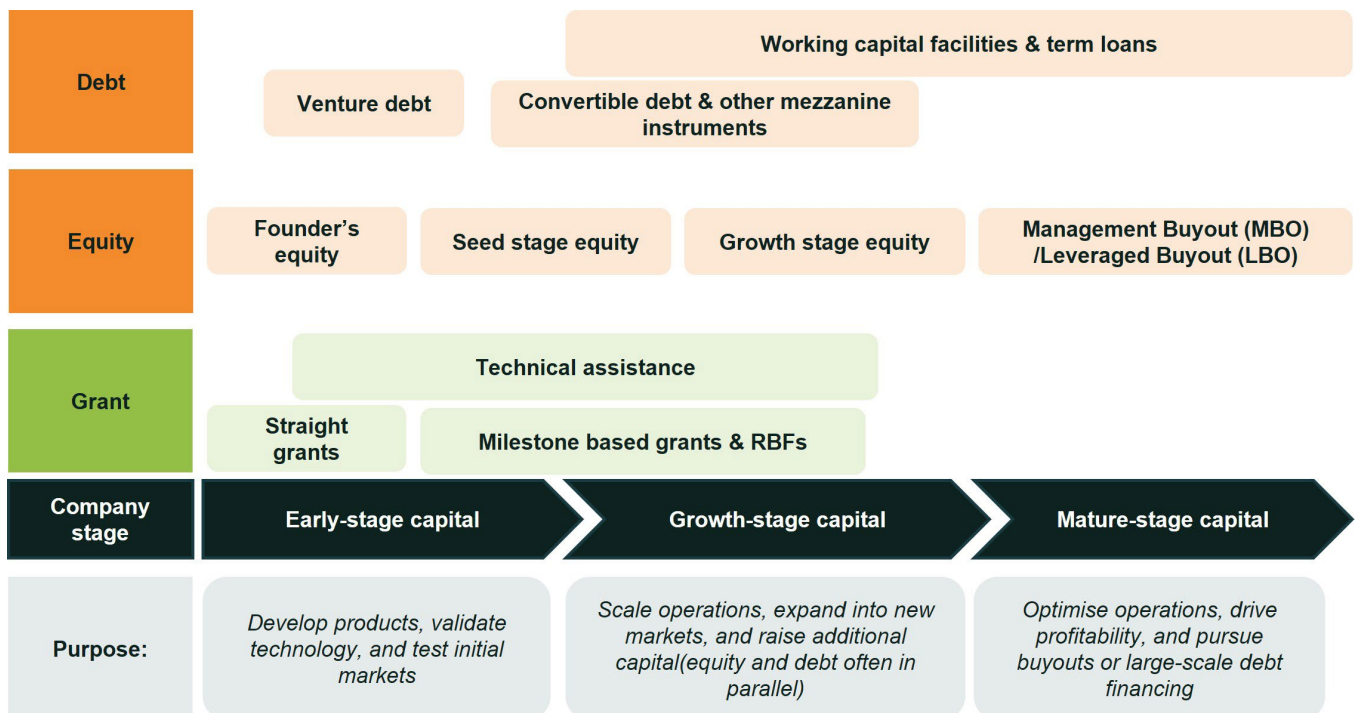 Debt
Working capital facilities & term loans
Venture debt
Convertible debt & other mezzanine
instruments
Equity
Founder's
equity
Seed stage equity
Growth stage equity
Management Buyout (MBO)
/Leveraged Buyout (LBO)
Grant
Technical assistance
Straight
grants
Milestone based grants & RBFs
Company
stage
Early-stage capital
Growth-stage capital
Mature-stage capital
Purpose:
Develop products, validate
technology, and test initial
markets
Scale operations, expand into new
markets, and raise additional
capital(equity and debt often in
parallel)
Optimise operations, drive
profitability, and pursue
buyouts or large-scale debt
financing